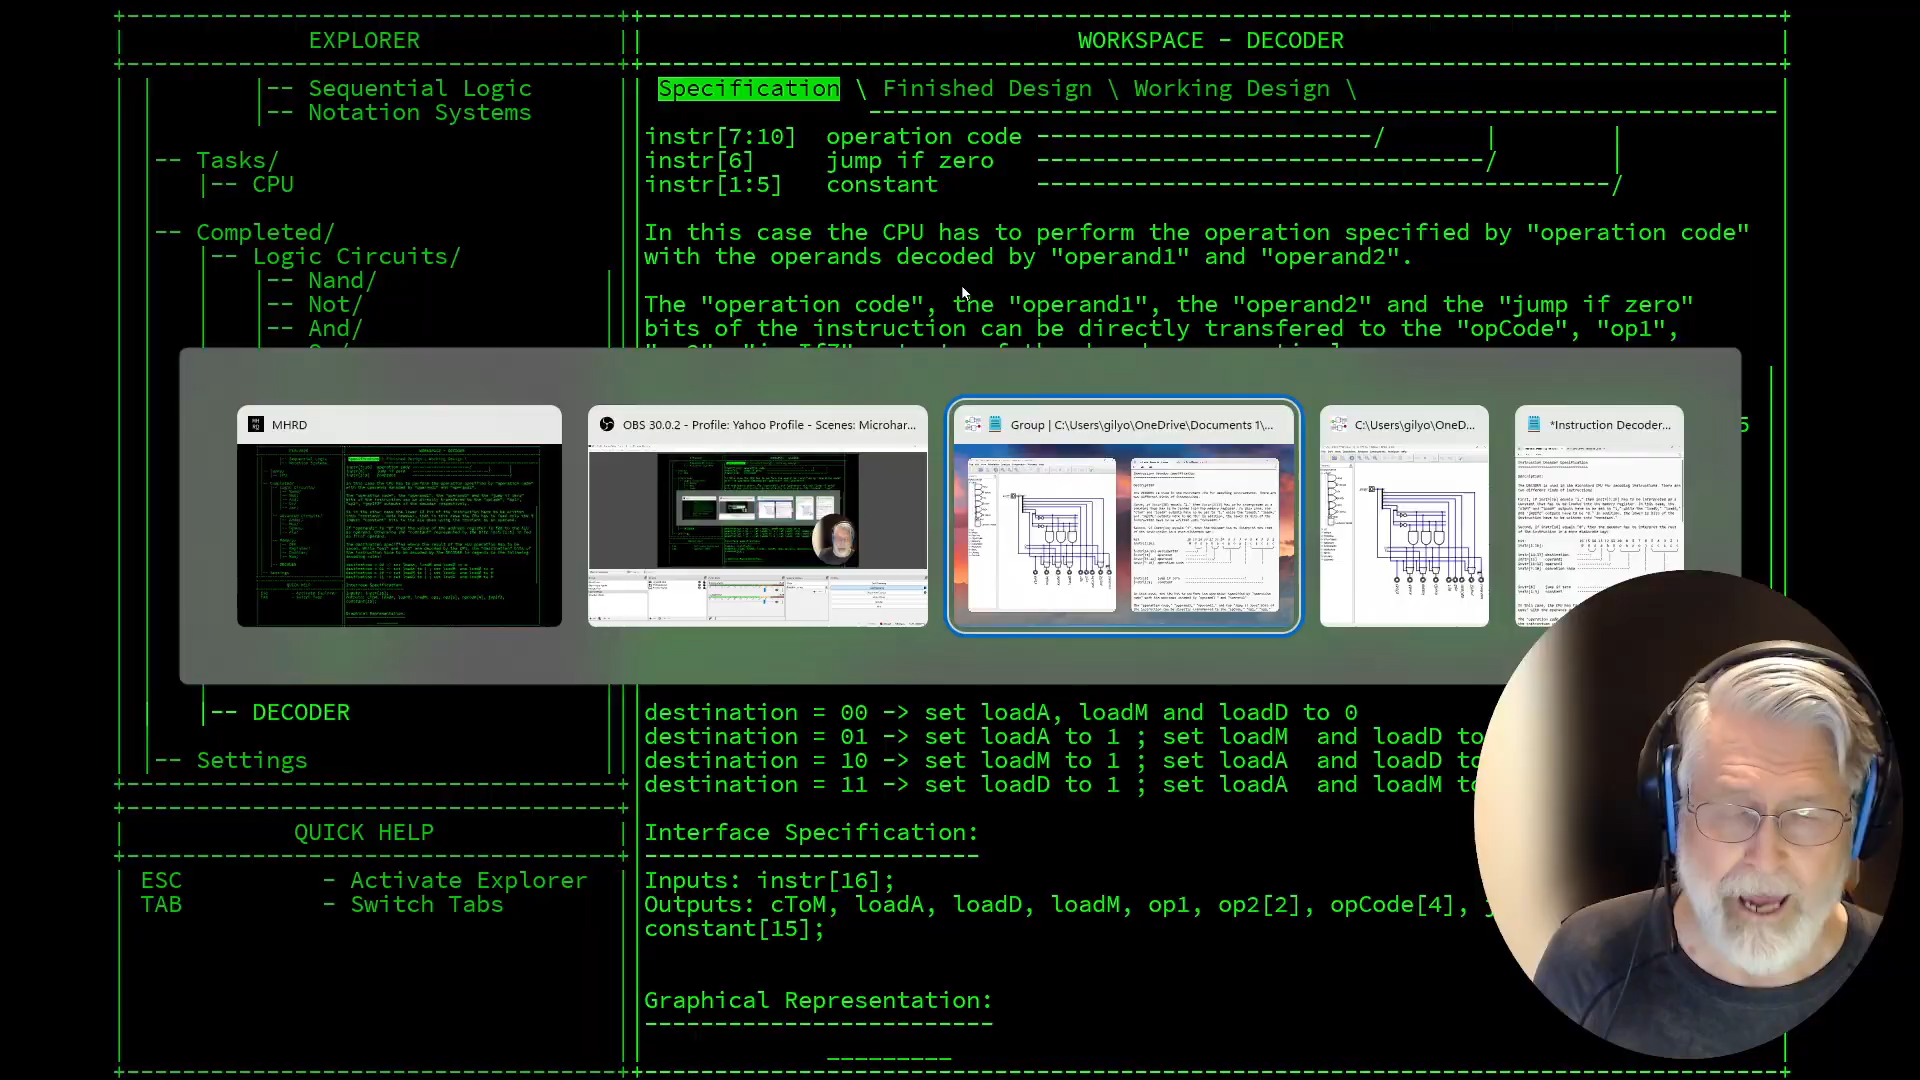 EXPLORER
|-- Sequential Logic
|-- Notation Systems
-- Tasks/
|-- CPU
-- Completed/
|-- Logic Circuits/
|-- Nand/
|-- Not/
|-- And/
|-- DECODER
-- Settings
QUICK HELP
ESC - Activate Explorer
TAB - Switch Tabs
WORKSPACE - DECODER
Specification \ Finished Design \ Working Design \
instr[7:10] operation code
instr[6] jump if zero
instr[1:5] constant
In this case the CPU has to perform the operation specified by "operation code"
with the operands decoded by "operand1" and "operand2".
The "operation code", the "operand1", the "operand2" and the "jump if zero"
bits of the instruction can be directly transfered to the "opCode", "op1",
MHRD
OBS 30.0.2 - Profile: Yahoo Profile - Scenes: Microhar...
Group | C:\Users\gilyo\OneDrive\Documents 1\...
C:\Users\gilyo\OneD...
*Instruction Decoder...
5
destination = 00 -> set loadA, loadM and loadD to 0
destination = 01 -> set loadA to 1 ; set loadM and loadD to
destination = 10 -> set loadM to 1 ; set loadA and loadD to
destination = 11 -> set loadD to 1 ; set loadA and loadM to
Interface Specification:
Inputs: instr[16];
Outputs: cToM, loadA, loadD, loadM, op1, op2[2], opCode[4],
constant[15];
Graphical Representation: